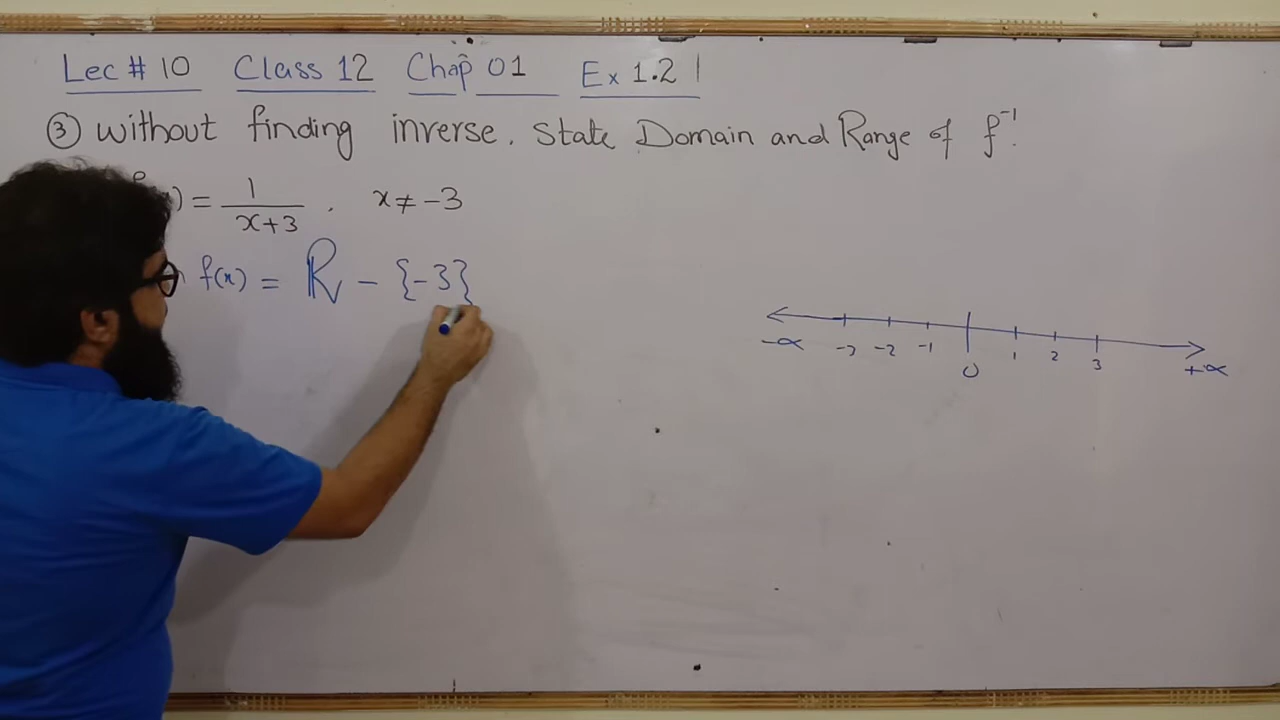 Lec # 10 Class 12 Chap 01 Ex 1.2
③ Without finding inverse. State Domain and Range of f⁻¹.
) = 1/(x+3) , x ≠ -3
f(x) = ℝ - {-3}
-2 -1 0 1 2 3